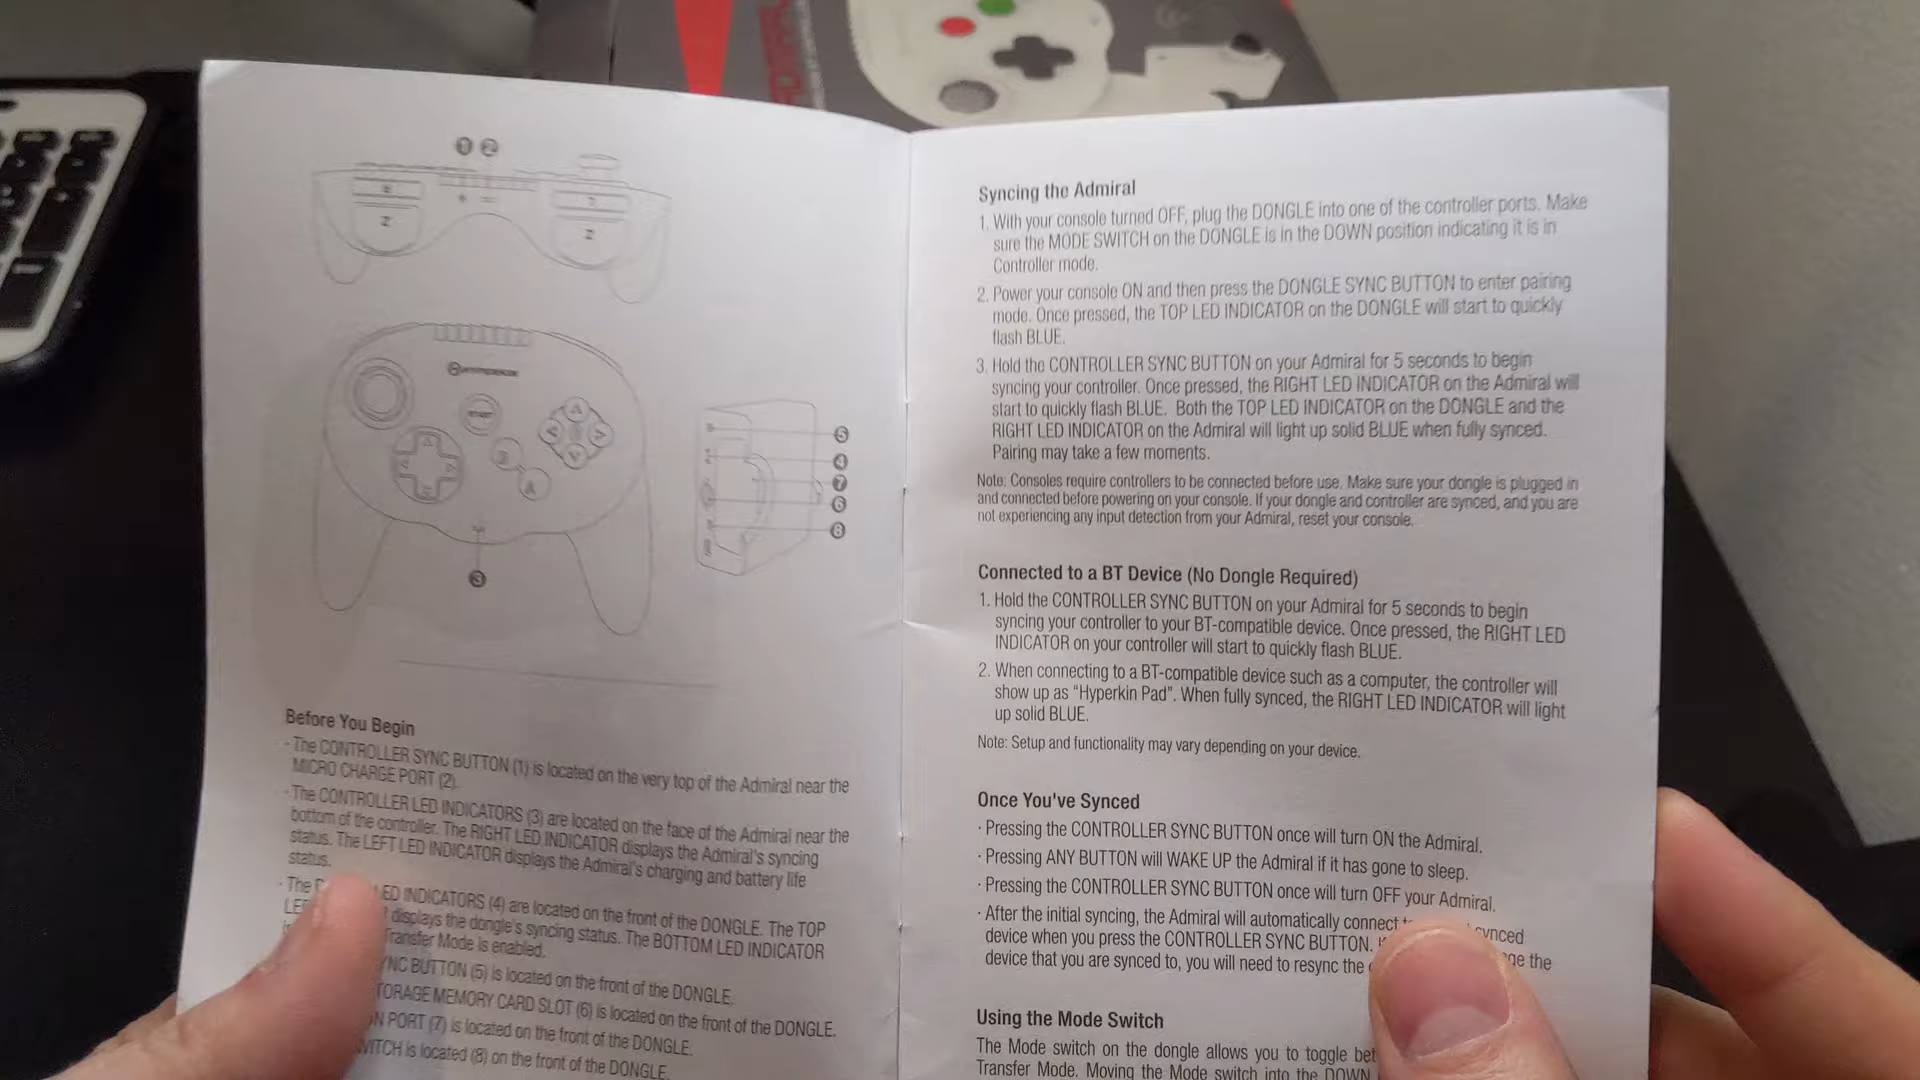 1 2
Z Z
HYPERKIN
START
B
A
5
4
7
6
8
3
Before You Begin
· The CONTROLLER SYNC BUTTON (1) is located on the very top of the Admiral near the
MICRO CHARGE PORT (2).
· The CONTROLLER LED INDICATORS (3) are located on the face of the Admiral near the
bottom of the controller. The RIGHT LED INDICATOR displays the Admiral's syncing
status. The LEFT LED INDICATOR displays the Admiral's charging and battery life
status.
· The LED INDICATORS (4) are located on the front of the DONGLE. The TOP
LED displays the dongle's syncing status. The BOTTOM LED INDICATOR
Transfer Mode is enabled.
SYNC BUTTON (5) is located on the front of the DONGLE.
STORAGE MEMORY CARD SLOT (6) is located on the front of the DONGLE.
PORT (7) is located on the front of the DONGLE.
SWITCH is located (8) on the front of the DONGLE.
Syncing the Admiral
1. With your console turned OFF, plug the DONGLE into one of the controller ports. Make
sure the MODE SWITCH on the DONGLE is in the DOWN position indicating it is in
Controller mode.
2. Power your console ON and then press the DONGLE SYNC BUTTON to enter pairing
mode. Once pressed, the TOP LED INDICATOR on the DONGLE will start to quickly
flash BLUE.
3. Hold the CONTROLLER SYNC BUTTON on your Admiral for 5 seconds to begin
syncing your controller. Once pressed, the RIGHT LED INDICATOR on the Admiral will
start to quickly flash BLUE. Both the TOP LED INDICATOR on the DONGLE and the
RIGHT LED INDICATOR on the Admiral will light up solid BLUE when fully synced.
Pairing may take a few moments.
Note: Consoles require controllers to be connected before use. Make sure your dongle is plugged in
and connected before powering on your console. If your dongle and controller are synced, and you are
not experiencing any input detection from your Admiral, reset your console.
Connected to a BT Device (No Dongle Required)
1. Hold the CONTROLLER SYNC BUTTON on your Admiral for 5 seconds to begin
syncing your controller to your BT-compatible device. Once pressed, the RIGHT LED
INDICATOR on your controller will start to quickly flash BLUE.
2. When connecting to a BT-compatible device such as a computer, the controller will
show up as “Hyperkin Pad”. When fully synced, the RIGHT LED INDICATOR will light
up solid BLUE.
Note: Setup and functionality may vary depending on your device.
Once You've Synced
· Pressing the CONTROLLER SYNC BUTTON once will turn ON the Admiral.
· Pressing ANY BUTTON will WAKE UP the Admiral if it has gone to sleep.
· Pressing the CONTROLLER SYNC BUTTON once will turn OFF your Admiral.
· After the initial syncing, the Admiral will automatically connect synced
device when you press the CONTROLLER SYNC BUTTON. the
device that you are synced to, you will need to resync the
Using the Mode Switch
The Mode switch on the dongle allows you to toggle
Transfer Mode. Moving the Mode switch into the DOWN